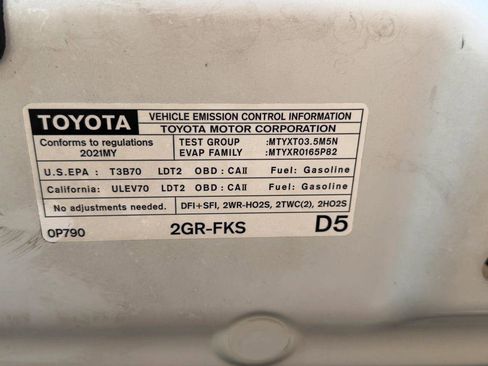 TOYOTA VEHICLE EMISSION CONTROL INFORMATION
TOYOTA MOTOR CORPORATION
Conforms to regulations TEST GROUP :MTYXT03.5M5N
2021MY EVAP FAMILY :MTYXR0165P82
U.S.EPA : T3B70 LDT2 OBD : CAII Fuel: Gasoline
California: ULEV70 LDT2 OBD : CAII Fuel: Gasoline
No adjustments needed. DFI+SFI, 2WR-HO2S, 2TWC(2), 2HO2S
0P790 2GR-FKS D5